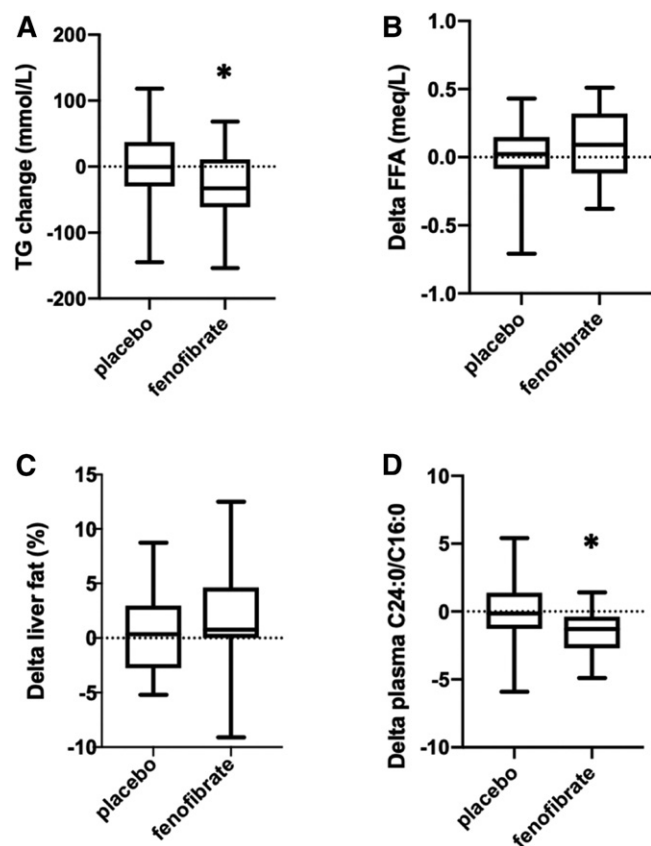 A
TG change (mmol/L)
200
100
0
-100
-200
*
placebo
fenofibrate
B
Delta FFA (meq/L)
1.0
0.5
0.0
-0.5
-1.0
placebo
fenofibrate
C
Delta liver fat (%)
15
10
5
0
-5
-10
placebo
fenofibrate
D
Delta plasma C24:0/C16:0
10
5
0
-5
-10
*
placebo
fenofibrate